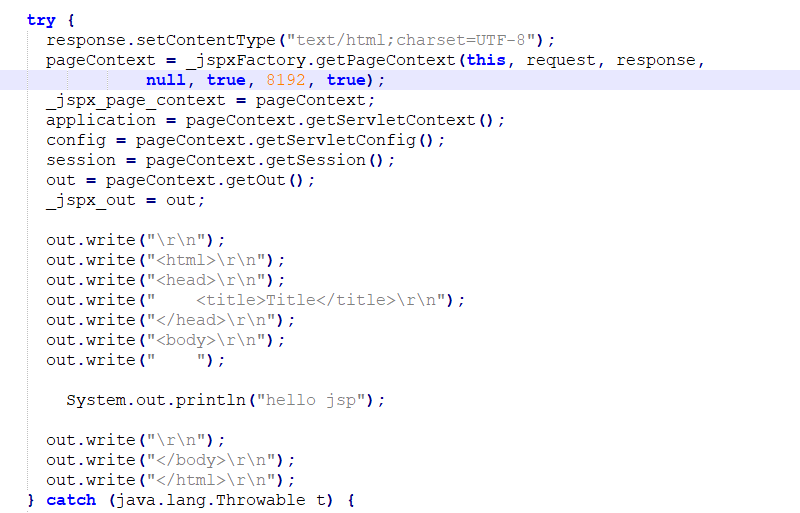 try {
response.setContentType("text/html;charset=UTF-8");
pageContext = _jspxFactory.getPageContext(this, request, response,
null, true, 8192, true);
_jspx_page_context = pageContext;
application = pageContext.getServletContext();
config = pageContext.getServletConfig();
session = pageContext.getSession();
out = pageContext.getOut();
_jspx_out = out;
out.write("\r\n");
out.write("<html>\r\n");
out.write("<head>\r\n");
out.write("    <title>Title</title>\r\n");
out.write("</head>\r\n");
out.write("<body>\r\n");
out.write("    ");
System.out.println("hello jsp");
out.write("\r\n");
out.write("</body>\r\n");
out.write("</html>\r\n");
} catch (java.lang.Throwable t) {